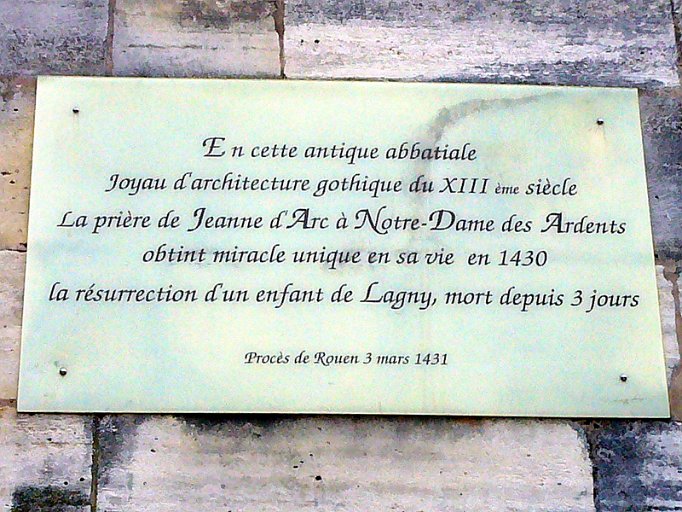 En cette antique abbatiale
Joyau d'architecture gothique du XIII ème siècle
La prière de Jeanne d'Arc à Notre-Dame des Ardents
obtint miracle unique en sa vie en 1430
la résurrection d'un enfant de Lagny, mort depuis 3 jours
Procès de Rouen 3 mars 1431